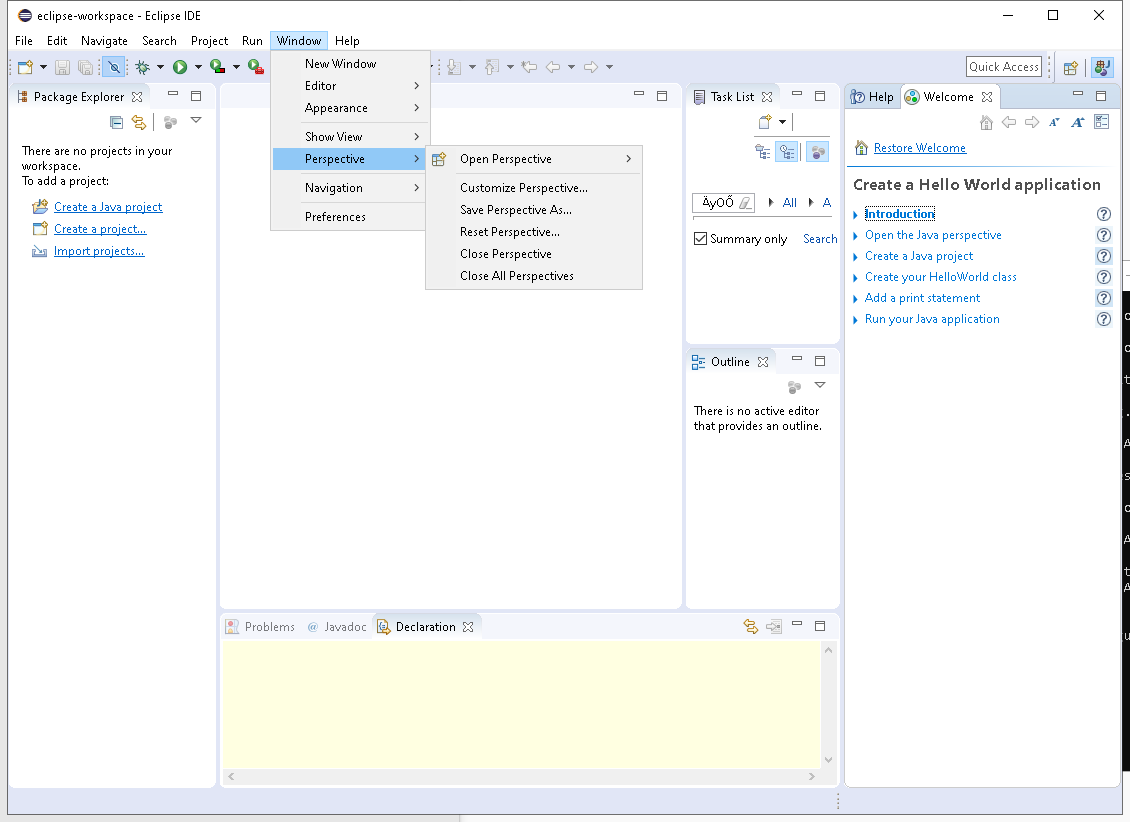 eclipse-workspace - Eclipse IDE
File Edit Navigate Search Project Run Window Help
Quick Access
New Window
Editor
Appearance
Show View
Perspective
Navigation
Preferences
Open Perspective
Customize Perspective...
Save Perspective As...
Reset Perspective...
Close Perspective
Close All Perspectives
Package Explorer
There are no projects in your
workspace.
To add a project:
Create a Java project
Create a project...
Import projects...
Task List
ÄyOŐ All A
Summary only Search
Outline
There is no active editor
that provides an outline.
Help Welcome
Restore Welcome
Create a Hello World application
Introduction
Open the Java perspective
Create a Java project
Create your HelloWorld class
Add a print statement
Run your Java application
Problems @ Javadoc Declaration